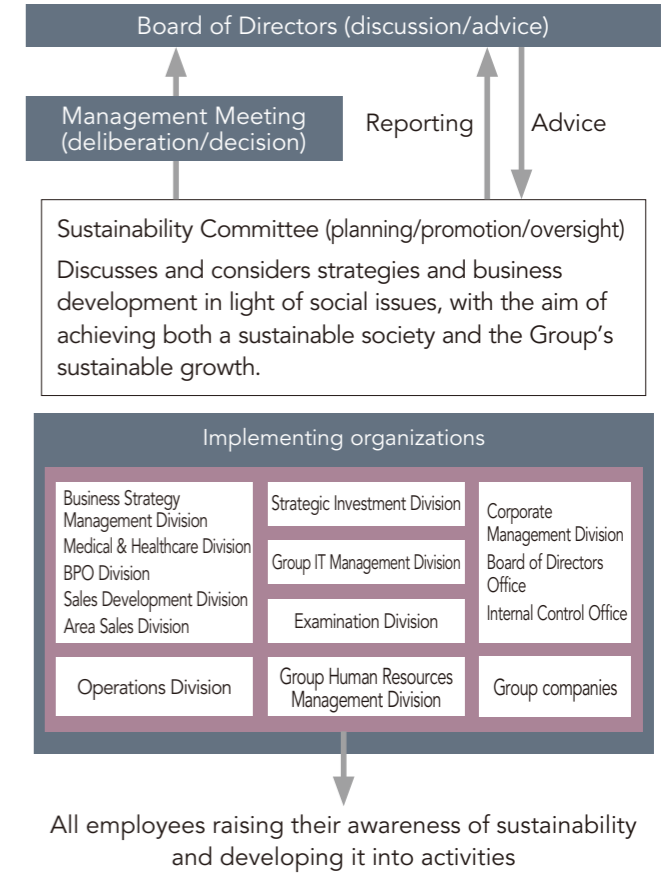 Board of Directors (discussion/advice)
Management Meeting
(deliberation/decision)
Reporting
Advice
Sustainability Committee (planning/promotion/oversight)
Discusses and considers strategies and business
development in light of social issues, with the aim of
achieving both a sustainable society and the Group’s
sustainable growth.
Implementing organizations
Business Strategy
Management Division
Medical & Healthcare Division
BPO Division
Sales Development Division
Area Sales Division
Strategic Investment Division
Group IT Management Division
Examination Division
Corporate
Management Division
Board of Directors
Office
Internal Control Office
Operations Division
Group Human Resources
Management Division
Group companies
All employees raising their awareness of sustainability
and developing it into activities